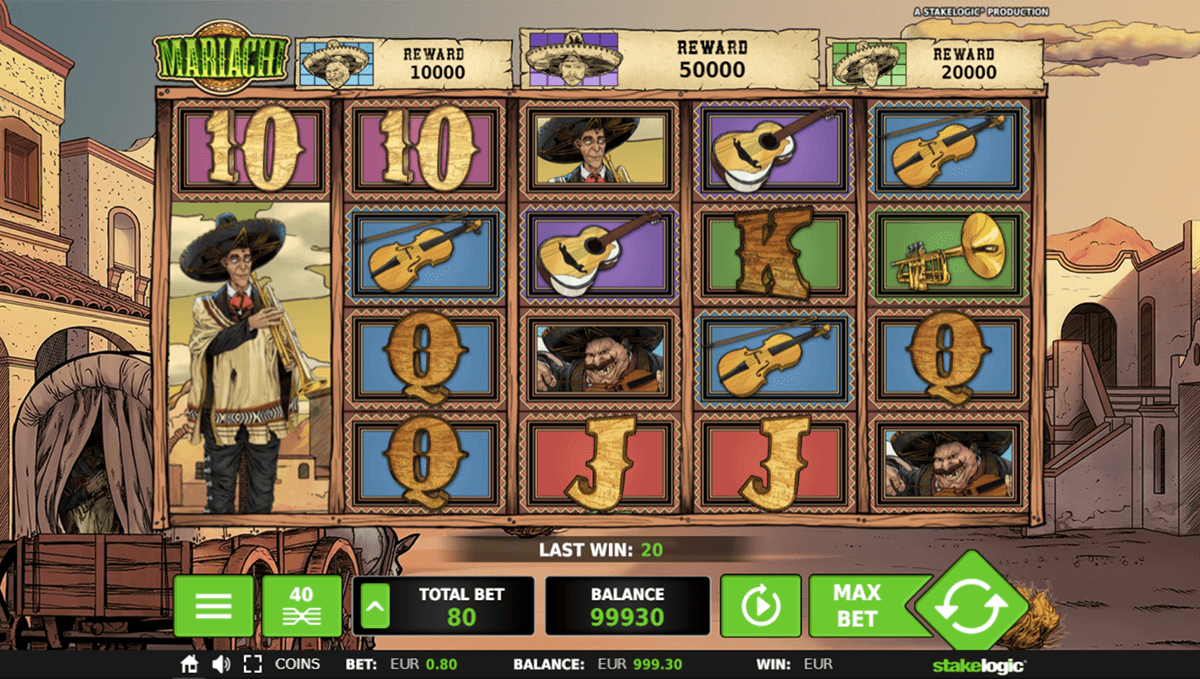 A STAKELOGIC® PRODUCTION
MARIACHI
REWARD
10000
REWARD
50000
REWARD
20000
10 10
K
Q Q
Q J J
LAST WIN: 20
40
TOTAL BET
80
BALANCE
99930
MAX
BET
COINS BET: EUR 0.80 BALANCE: EUR 999.30 WIN: EUR
stakelogic®